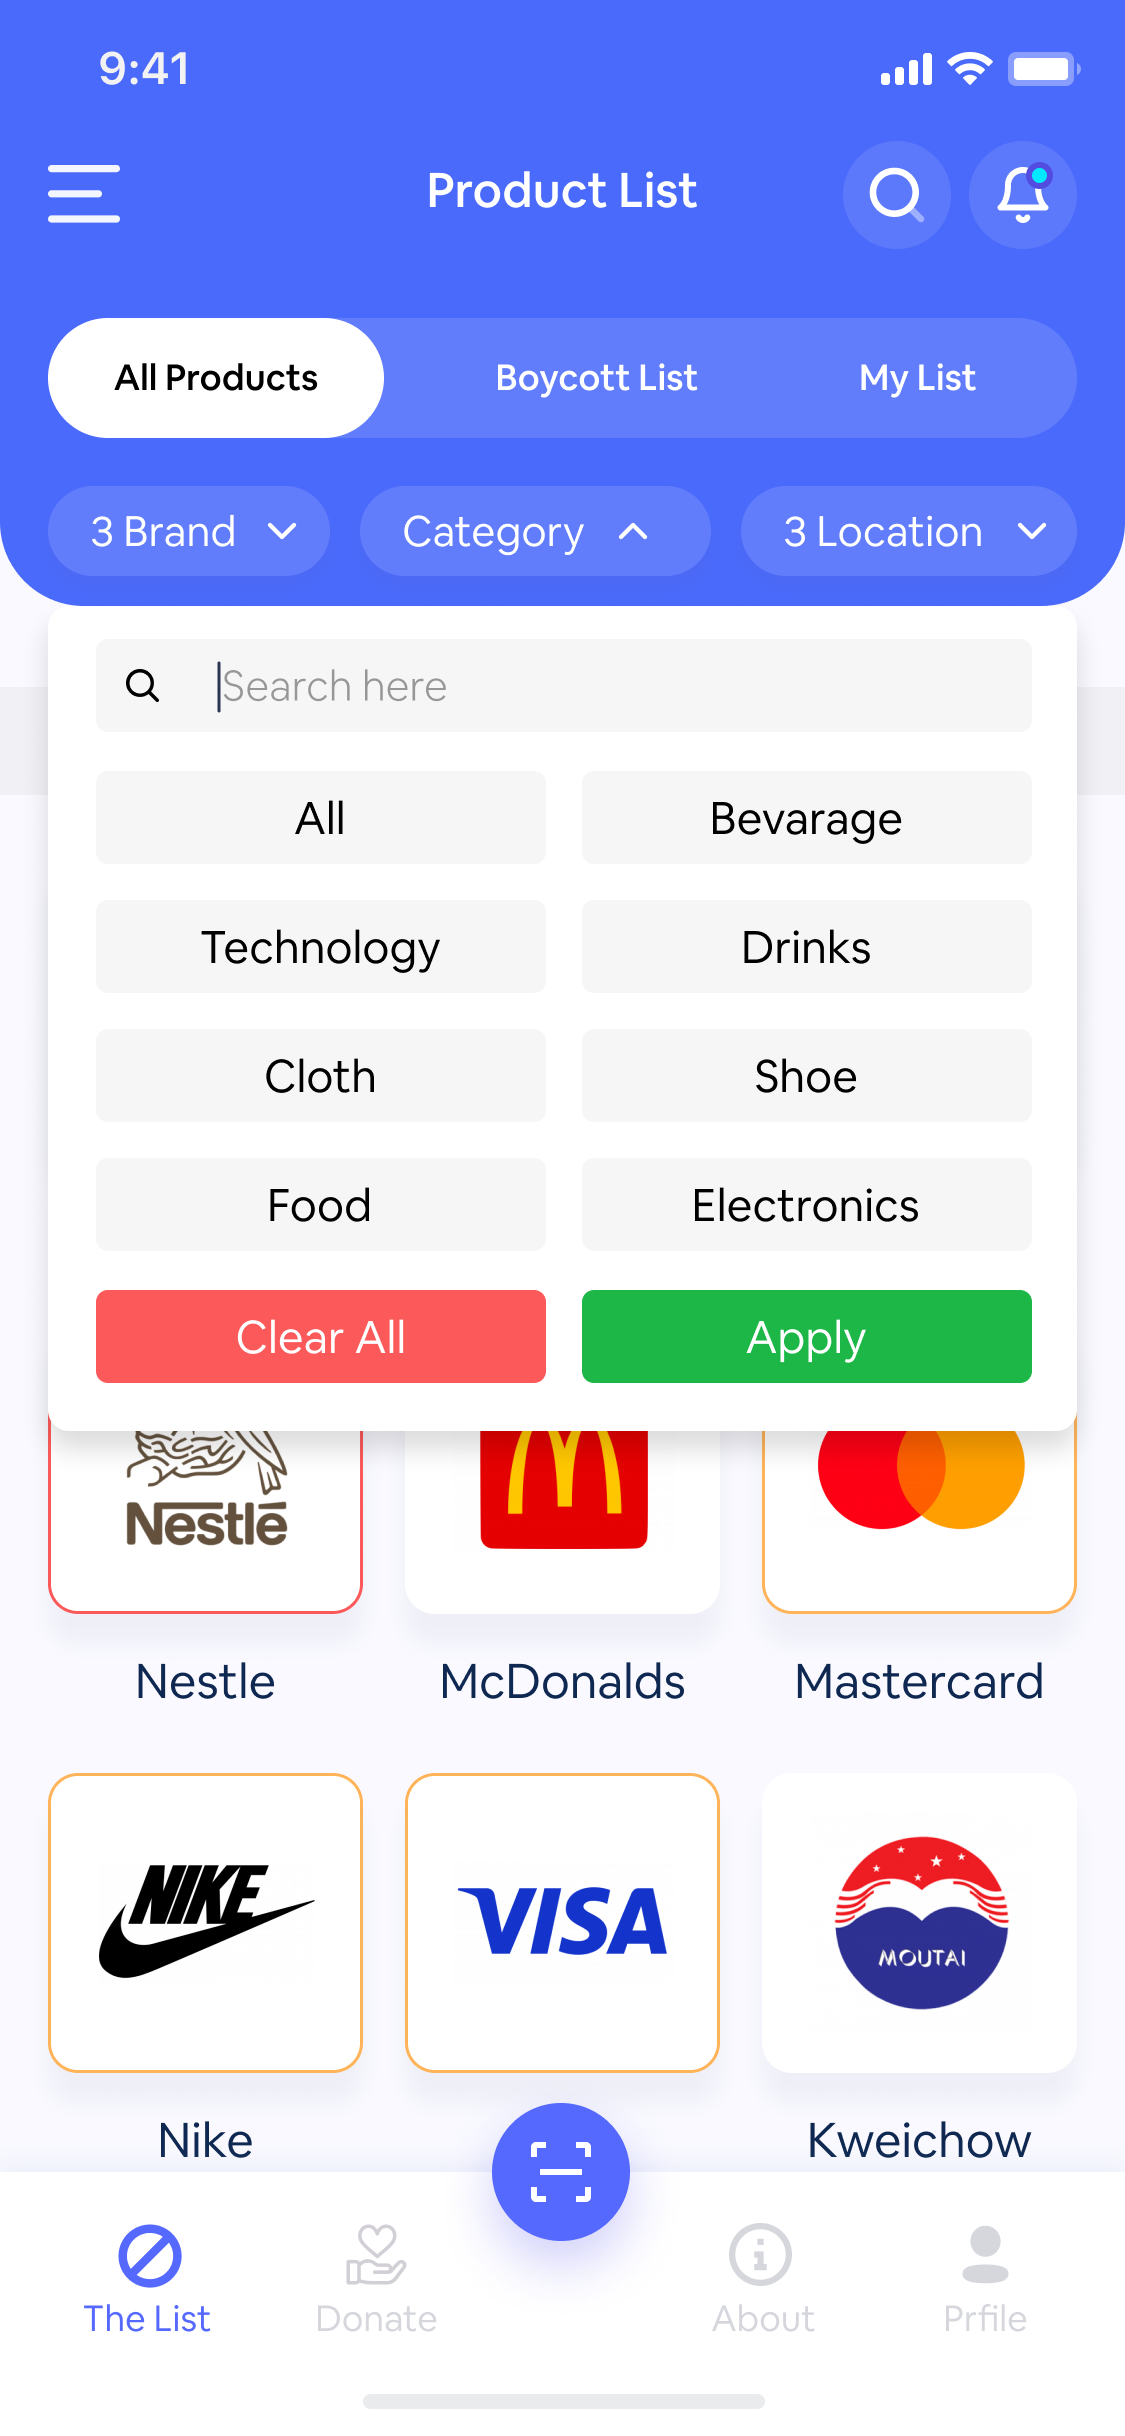 9:41
Product List
All Products
Boycott List
My List
3 Brand
Category
3 Location
Search here
All
Bevarage
Technology
Drinks
Cloth
Shoe
Food
Electronics
Clear All
Apply
Nestlé
Nestle
McDonalds
Mastercard
NIKE
VISA
MOUTAI
Nike
Kweichow
The List
Donate
About
Prfile